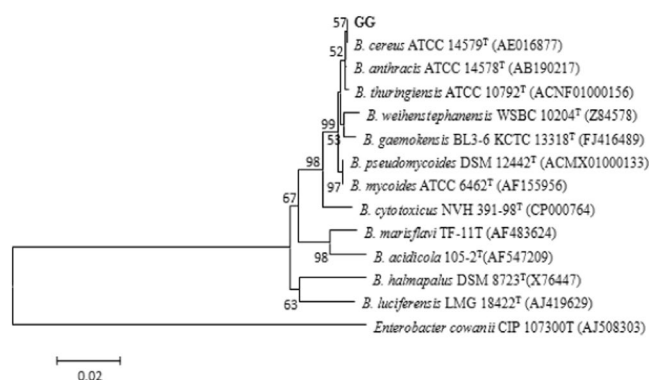 57 GG
B. cereus ATCC 14579ᵀ (AE016877)
52
B. anthracis ATCC 14578ᵀ (AB190217)
B. thuringiensis ATCC 10792ᵀ (ACNF01000156)
B. weihenstephanensis WSBC 10204ᵀ (Z84578)
99
53
B. gaemokensis BL3-6 KCTC 13318ᵀ (FJ416489)
98
B. pseudomycoides DSM 12442ᵀ (ACMX01000133)
97
B. mycoides ATCC 6462ᵀ (AF155956)
67
B. cytotoxicus NVH 391-98ᵀ (CP000764)
B. marisflavi TF-11T (AF483624)
98
B. acidicola 105-2ᵀ(AF547209)
B. halmapalus DSM 8723ᵀ(X76447)
63
B. luciferensis LMG 18422ᵀ (AJ419629)
Enterobacter cowanii CIP 107300T (AJ508303)
0.02